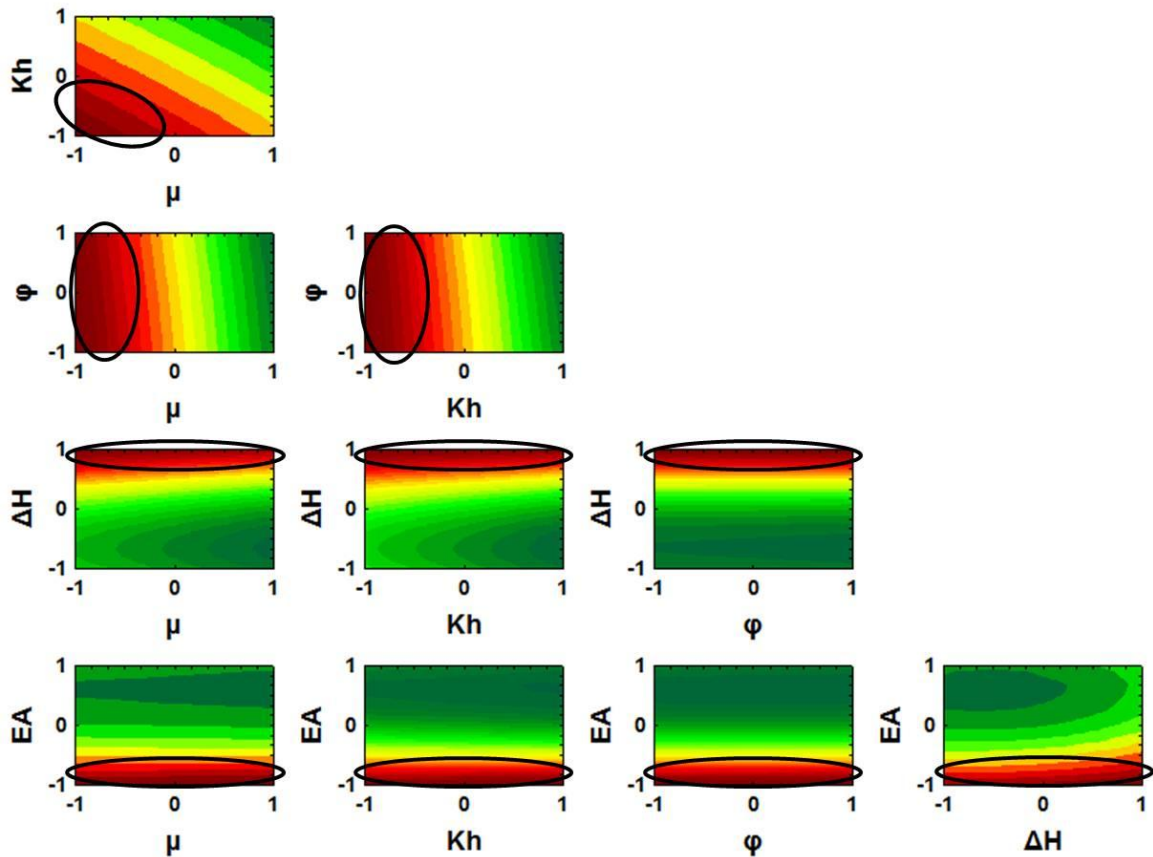 1
Kh
0
-1
-1 0 1
μ
1 1
φ 0 φ 0
-1 -1
-1 0 1 -1 0 1
μ Kh
1 1 1
ΔH 0 ΔH 0 ΔH 0
-1 -1 -1
-1 0 1 -1 0 1 -1 0 1
μ Kh φ
1 1 1 1
EA 0 EA 0 EA 0 EA 0
-1 -1 -1 -1
-1 0 1 -1 0 1 -1 0 1 -1 0 1
μ Kh φ ΔH